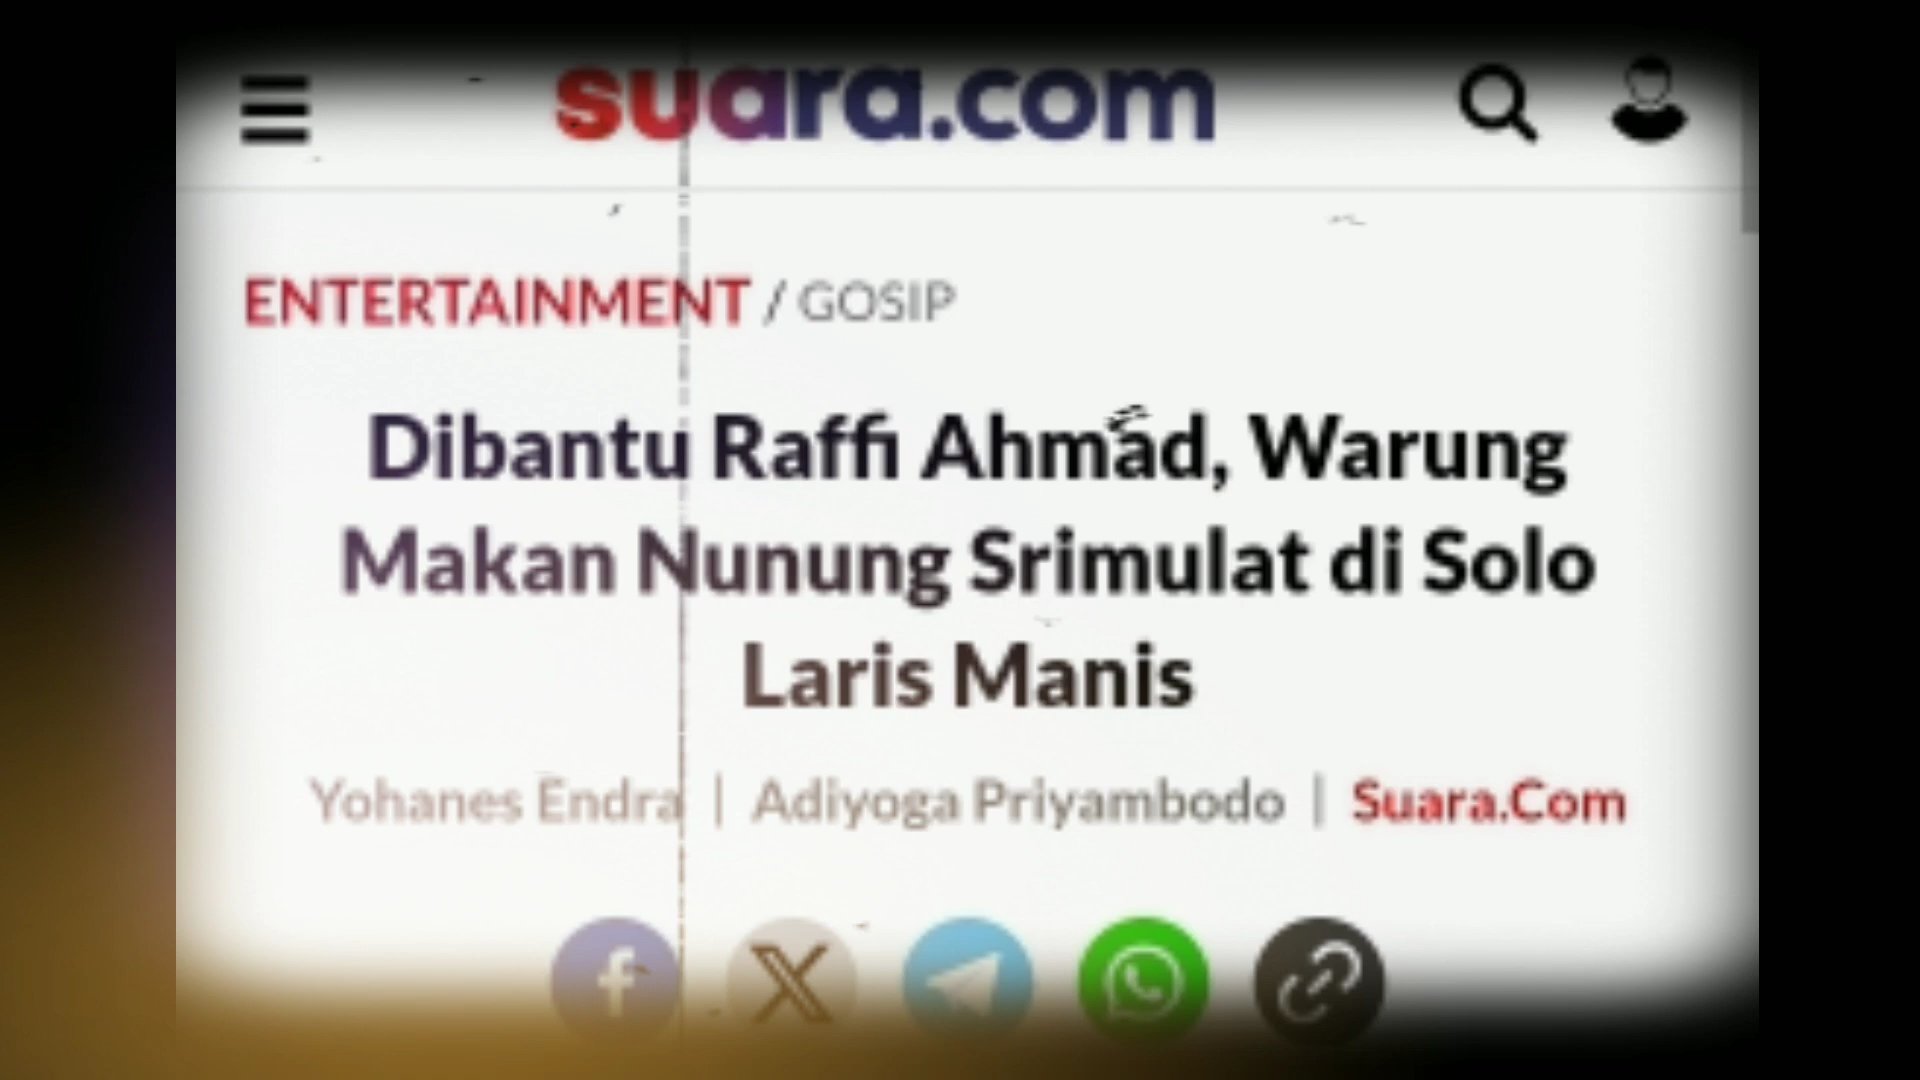 suara.com
ENTERTAINMENT / GOSIP
Dibantu Raffi Ahmad, Warung
Makan Nunung Srimulat di Solo
Laris Manis
Yohanes Endra | Adiyoga Priyambodo | Suara.Com